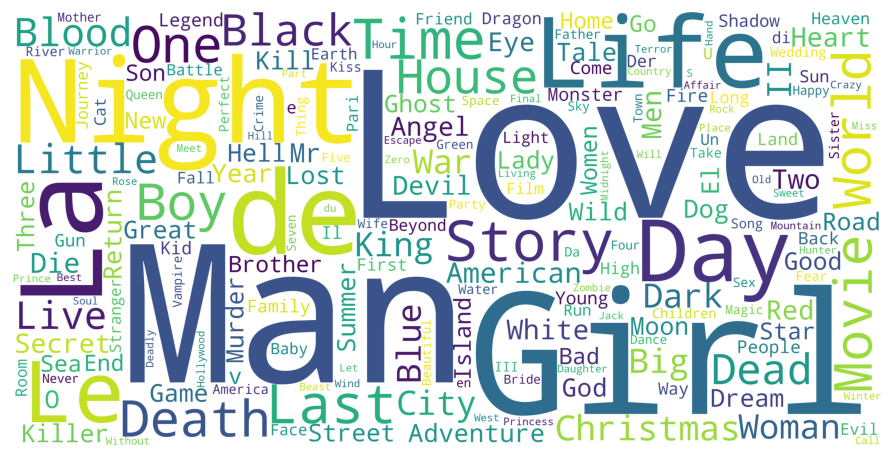 Mother
Legend
Friend
Dragon
Home
Go
Shadow
Heaven
River
Warrior
Blood
One
Black
Time
Eye
Father
Tale
Life
Hand
Terror
Wedding
di
Heart
Hour
Kill
Earth
Kiss
House
Come
Der
Country
S
Affair
Crazy
Journey
Son
Battle
Part
Pari
Monster
Men
Fire
Long
II
Sun
Happy
Night
Queen
Perfect
e
Ghost
Space
Final
Sky
Town
U
Rock
Cat
Crime
Thing
Love
Angel
Green
Women
Un
Place
Land
Sister
Miss
New
Hill
Escape
Light
Will
Take
World
Meet
Hell
Mr
Five
War
Zero
Lady
Midnight
El
Two
Old
Little
Fall
Year
Lost
Devil
Living
Film
Wild
Dog
Sweet
Three
Rose
Boy
de
Seven
du
Il
Wife
Party
Beyond
Story
Day
Song
Mountain
Road
La
Gun
Return
Great
King
Da
Four
Back
Hunter
Die
Kid
Brother
First
American
High
Sex
Good
Fear
Prince
Best
Stranger
Vampire
Man
Family
Summer
Water
Zombie
Young
Children
Dark
Magic
Movie
Live
Soul
Murder
Island
Run
Jack
Moon
Red
Star
Secret
Deadly
Hollywood
Baby
Blue
Beautiful
White
Dance
People
Room
Sea
End
Let
III
Girl
Bad
Big
Dead
Never
Game
v
America
Beast
Wind
en
Bride
Daughter
God
Way
Dream
Winter
Le
O
Death
Last
City
West
Princess
Christmas
Woman
Evil
Killer
Without
Face
Street
Adventure
Call